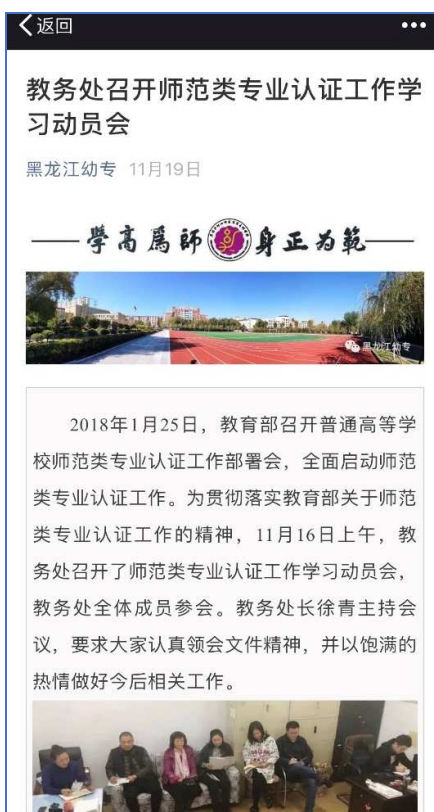 返回
教务处召开师范类专业认证工作学
习动员会
黑龙江幼专 11月19日
學高爲師 身正为範
黑龙江幼专
2018年1月25日，教育部召开普通高等学
校师范类专业认证工作部署会，全面启动师范
类专业认证工作。为贯彻落实教育部关于师范
类专业认证工作的精神，11月16日上午，教
务处召开了师范类专业认证工作学习动员会，
教务处全体成员参会。教务处长徐青主持会
议，要求大家认真领会文件精神，并以饱满的
热情做好今后相关工作。